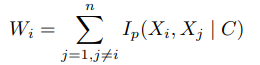 W_i = \sum_{j=1, j \neq i}^{n} I_p(X_i, X_j \mid C)